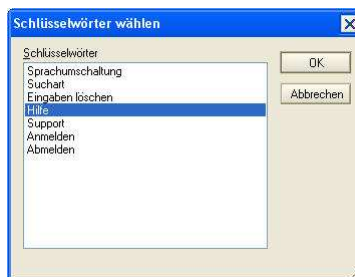 Schlüsselwörter wählen
Schlüsselwörter
Sprachumschaltung
Suchart
Eingaben löschen
Hilfe
Support
Anmelden
Abmelden
OK
Abbrechen